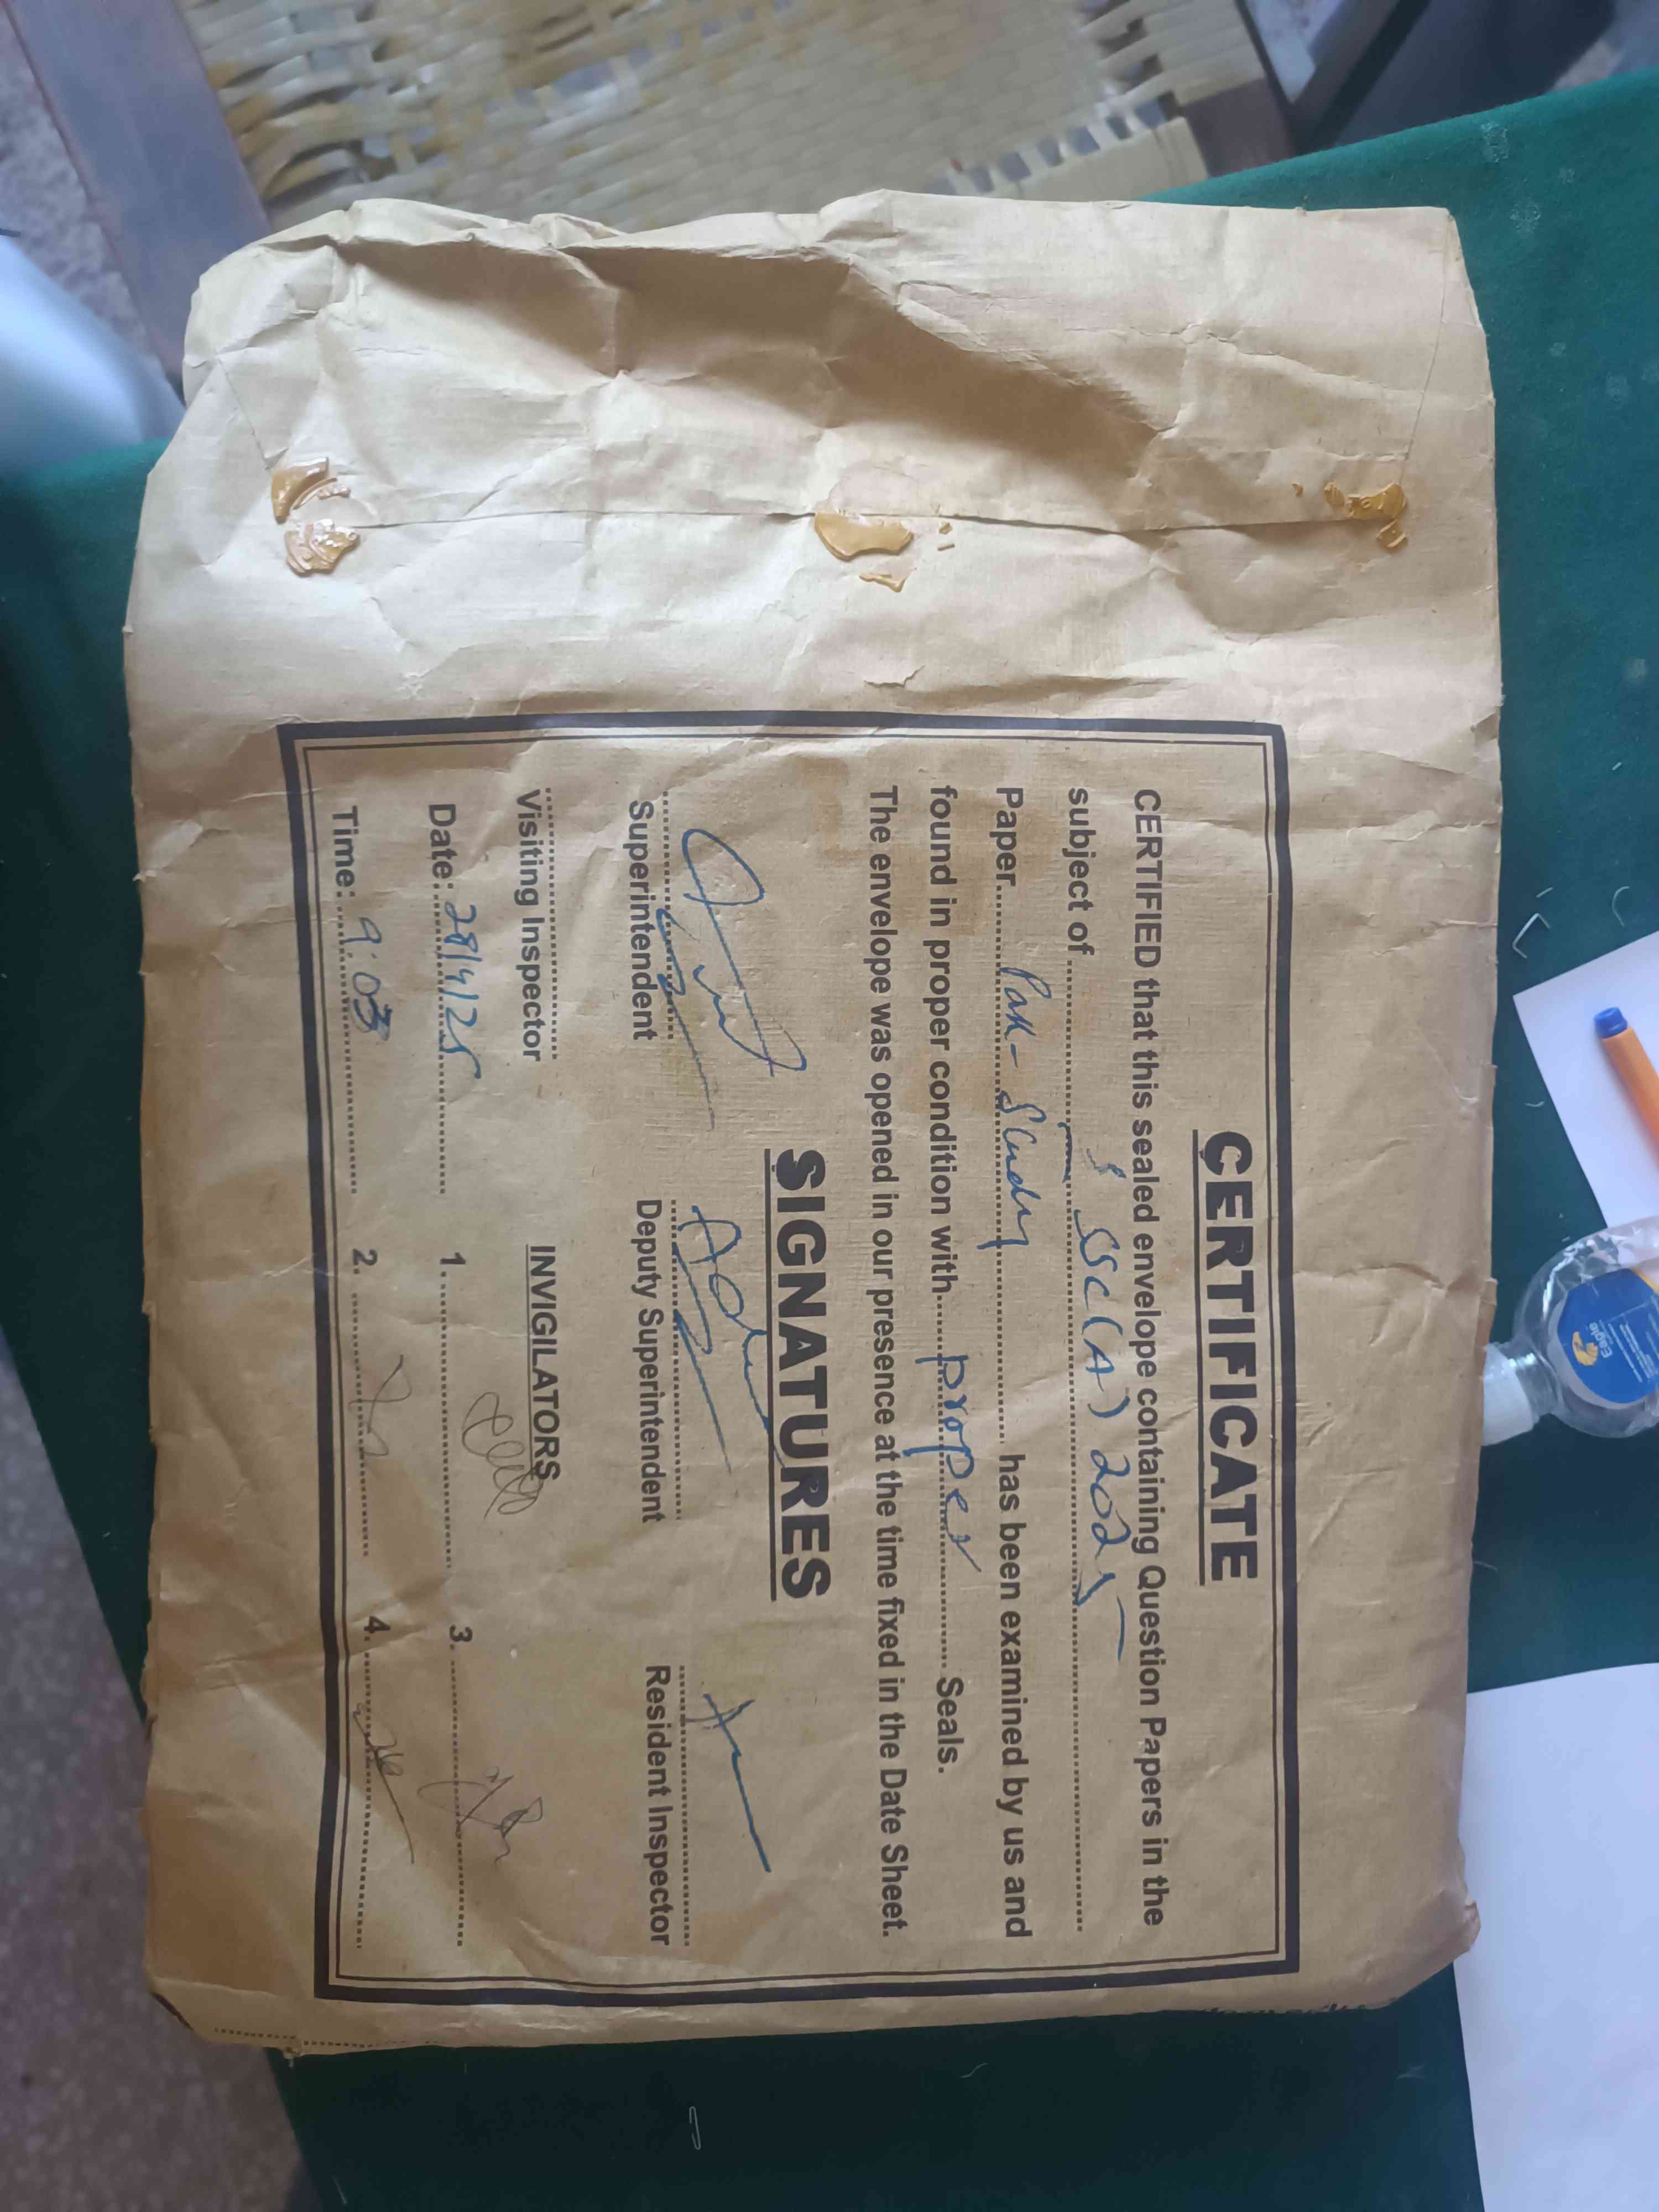 CERTIFICATE
CERTIFIED that this sealed envelope containing Question Papers in the
subject of SSC(A) 2025
Paper Pak-Study has been examined by us and
found in proper condition with proper Seals.
The envelope was opened in our presence at the time fixed in the Date Sheet.
SIGNATURES
Superintendent Deputy Superintendent Resident Inspector
Visiting Inspector INVIGILATORS
Date: 28/4/25 1. 3.
Time: 9:03 2. 4.
Eagle